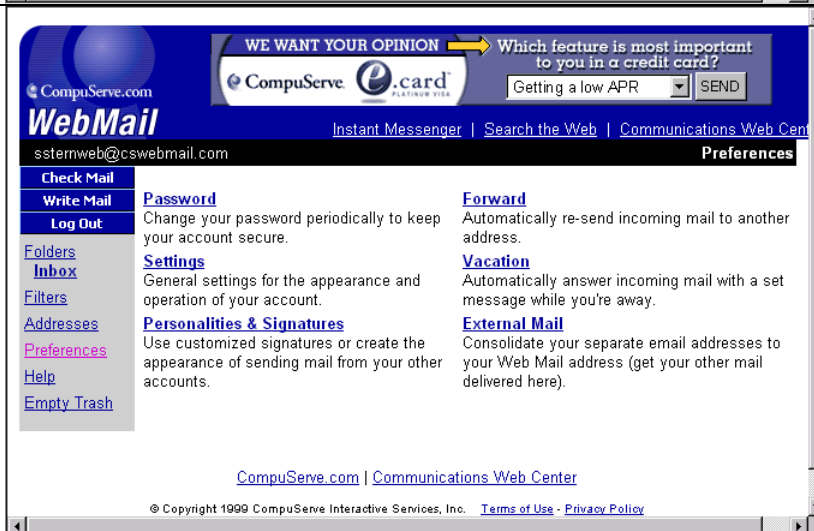 WE WANT YOUR OPINION
Which feature is most important
to you in a credit card?
CompuServe e.card
PLATINUM VISA
Getting a low APR SEND
CompuServe.com
WebMail
Instant Messenger | Search the Web | Communications Web Cent
ssternweb@cswebmail.com Preferences
Check Mail
Write Mail
Log Out
Folders
Inbox
Filters
Addresses
Preferences
Help
Empty Trash
Password
Change your password periodically to keep
your account secure.
Settings
General settings for the appearance and
operation of your account.
Personalities & Signatures
Use customized signatures or create the
appearance of sending mail from your other
accounts.
Forward
Automatically re-send incoming mail to another
address.
Vacation
Automatically answer incoming mail with a set
message while you're away.
External Mail
Consolidate your separate email addresses to
your Web Mail address (get your other mail
delivered here).
CompuServe.com | Communications Web Center
© Copyright 1999 CompuServe Interactive Services, Inc. Terms of Use - Privacy Policy